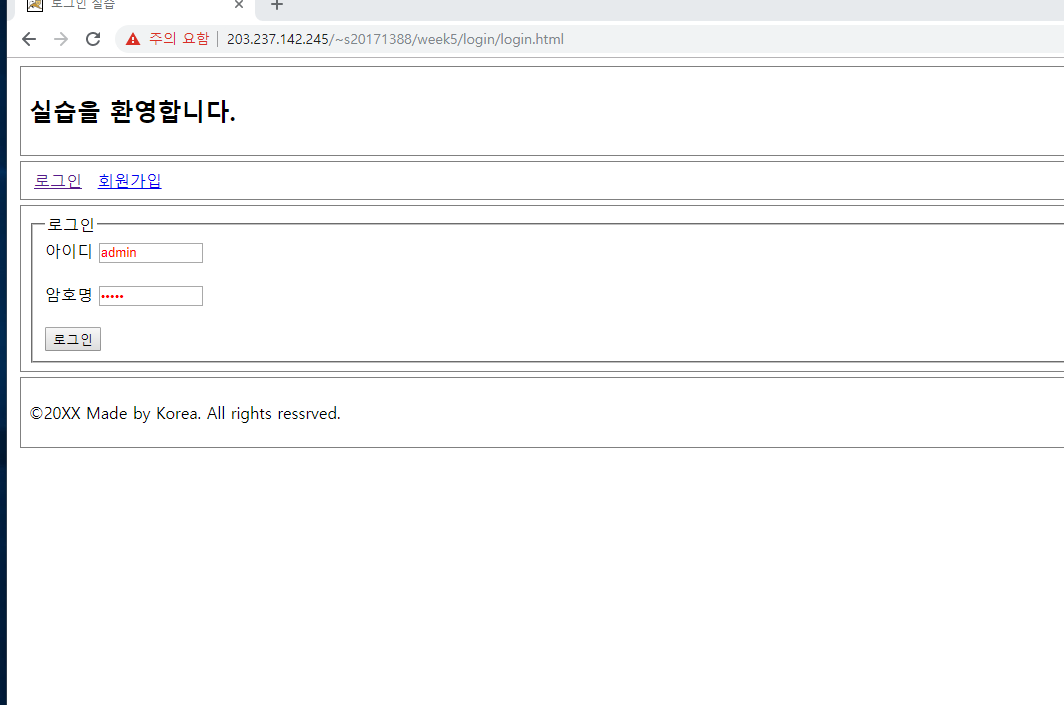 로그인 실습
주의 요함 | 203.237.142.245/~s20171388/week5/login/login.html
실습을 환영합니다.
로그인 회원가입
로그인
아이디 admin
암호명 •••••
로그인
©20XX Made by Korea. All rights ressrved.